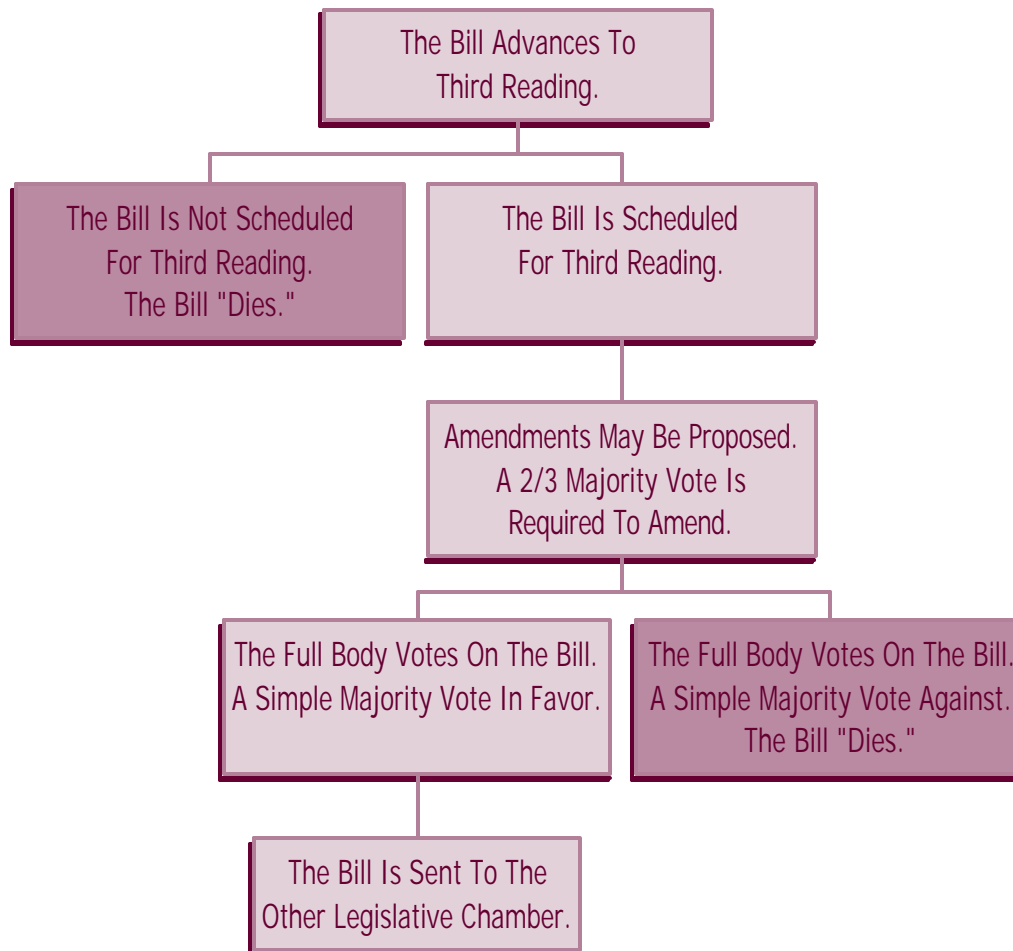 The Bill Advances To
Third Reading.
The Bill Is Not Scheduled
For Third Reading.
The Bill "Dies."
The Bill Is Scheduled
For Third Reading.
Amendments May Be Proposed.
A 2/3 Majority Vote Is
Required To Amend.
The Full Body Votes On The Bill.
A Simple Majority Vote In Favor.
The Full Body Votes On The Bill.
A Simple Majority Vote Against.
The Bill "Dies."
The Bill Is Sent To The
Other Legislative Chamber.